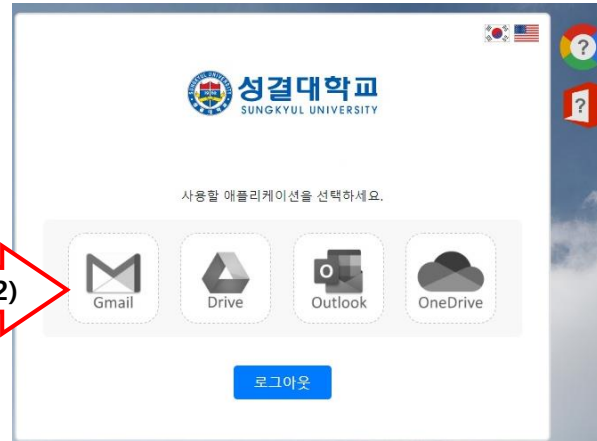 성결대학교
SUNGKYUL UNIVERSITY
사용할 애플리케이션을 선택하세요.
2)
Gmail
Drive
Outlook
OneDrive
로그아웃
?
?